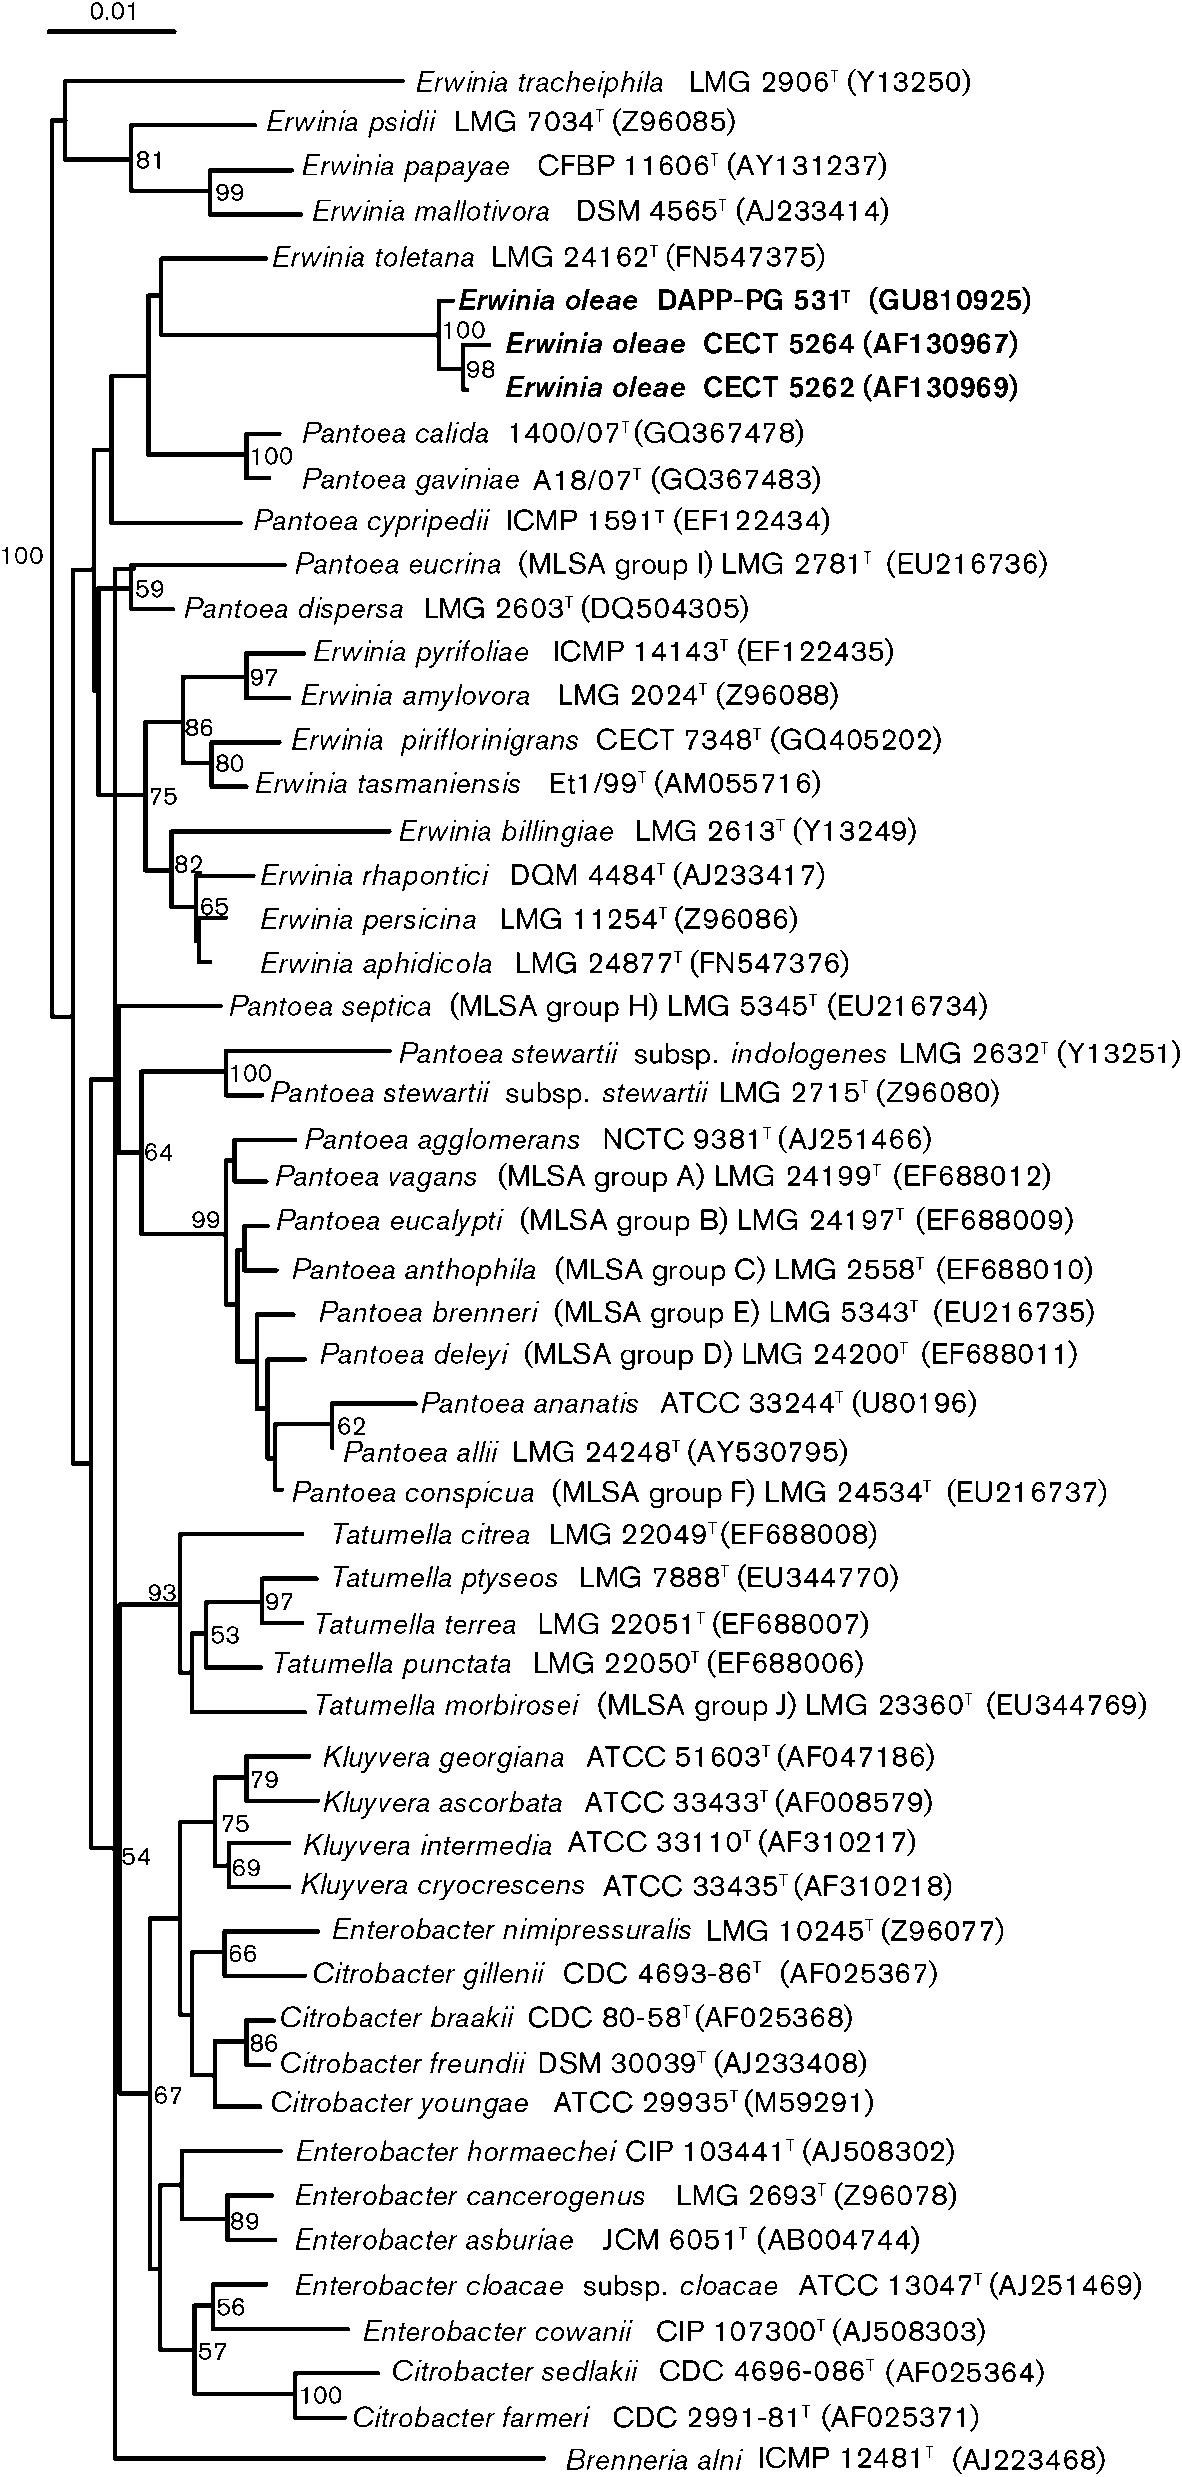 0.01
Erwinia tracheiphila LMG 2906ᵀ (Y13250)
Erwinia psidii LMG 7034ᵀ (Z96085)
81
Erwinia papayae CFBP 11606ᵀ (AY131237)
99
Erwinia mallotivora DSM 4565ᵀ (AJ233414)
Erwinia toletana LMG 24162ᵀ (FN547375)
Erwinia oleae DAPP-PG 531ᵀ (GU810925)
100
Erwinia oleae CECT 5264 (AF130967)
98
Erwinia oleae CECT 5262 (AF130969)
Pantoea calida 1400/07ᵀ (GQ367478)
100
Pantoea gaviniae A18/07ᵀ (GQ367483)
Pantoea cypripedii ICMP 1591ᵀ (EF122434)
100
Pantoea eucrina (MLSA group I) LMG 2781ᵀ (EU216736)
59
Pantoea dispersa LMG 2603ᵀ (DQ504305)
Erwinia pyrifoliae ICMP 14143ᵀ (EF122435)
97
Erwinia amylovora LMG 2024ᵀ (Z96088)
86
Erwinia piriflorinigrans CECT 7348ᵀ (GQ405202)
80
Erwinia tasmaniensis Et1/99ᵀ (AM055716)
75
Erwinia billingiae LMG 2613ᵀ (Y13249)
82
Erwinia rhapontici DQM 4484ᵀ (AJ233417)
65
Erwinia persicina LMG 11254ᵀ (Z96086)
Erwinia aphidicola LMG 24877ᵀ (FN547376)
Pantoea septica (MLSA group H) LMG 5345ᵀ (EU216734)
Pantoea stewartii subsp. indologenes LMG 2632ᵀ (Y13251)
100
Pantoea stewartii subsp. stewartii LMG 2715ᵀ (Z96080)
Pantoea agglomerans NCTC 9381ᵀ (AJ251466)
64
Pantoea vagans (MLSA group A) LMG 24199ᵀ (EF688012)
99
Pantoea eucalypti (MLSA group B) LMG 24197ᵀ (EF688009)
Pantoea anthophila (MLSA group C) LMG 2558ᵀ (EF688010)
Pantoea brenneri (MLSA group E) LMG 5343ᵀ (EU216735)
Pantoea deleyi (MLSA group D) LMG 24200ᵀ (EF688011)
Pantoea ananatis ATCC 33244ᵀ (U80196)
62
Pantoea allii LMG 24248ᵀ (AY530795)
Pantoea conspicua (MLSA group F) LMG 24534ᵀ (EU216737)
Tatumella citrea LMG 22049ᵀ (EF688008)
Tatumella ptyseos LMG 7888ᵀ (EU344770)
93
97
Tatumella terrea LMG 22051ᵀ (EF688007)
53
Tatumella punctata LMG 22050ᵀ (EF688006)
Tatumella morbirosei (MLSA group J) LMG 23360ᵀ (EU344769)
Kluyvera georgiana ATCC 51603ᵀ (AF047186)
79
Kluyvera ascorbata ATCC 33433ᵀ (AF008579)
75
Kluyvera intermedia ATCC 33110ᵀ (AF310217)
54
69
Kluyvera cryocrescens ATCC 33435ᵀ (AF310218)
Enterobacter nimipressuralis LMG 10245ᵀ (Z96077)
66
Citrobacter gillenii CDC 4693-86ᵀ (AF025367)
Citrobacter braakii CDC 80-58ᵀ (AF025368)
86
Citrobacter freundii DSM 30039ᵀ (AJ233408)
67
Citrobacter youngae ATCC 29935ᵀ (M59291)
Enterobacter hormaechei CIP 103441ᵀ (AJ508302)
Enterobacter cancerogenus LMG 2693ᵀ (Z96078)
89
Enterobacter asburiae JCM 6051ᵀ (AB004744)
Enterobacter cloacae subsp. cloacae ATCC 13047ᵀ (AJ251469)
56
Enterobacter cowanii CIP 107300ᵀ (AJ508303)
57
Citrobacter sedlakii CDC 4696-086ᵀ (AF025364)
100
Citrobacter farmeri CDC 2991-81ᵀ (AF025371)
Brenneria alni ICMP 12481ᵀ (AJ223468)